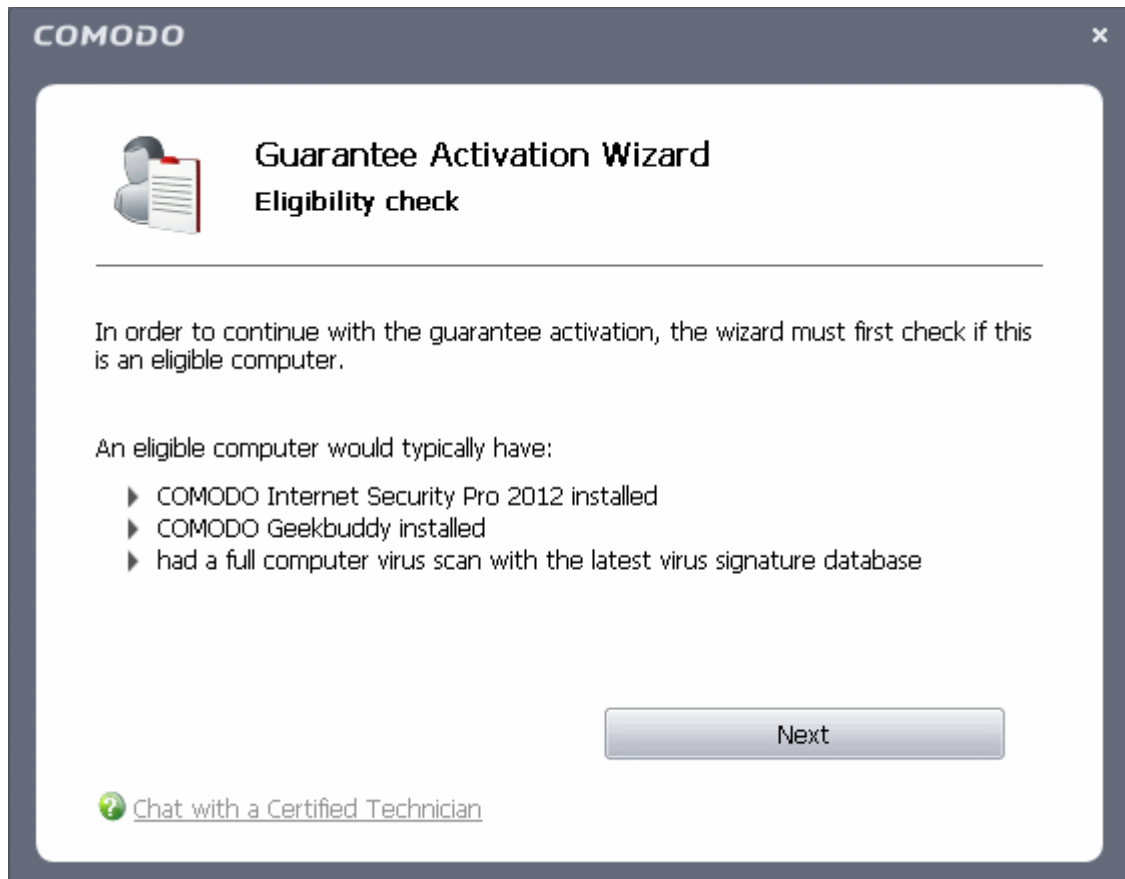 COMODO
Guarantee Activation Wizard
Eligibility check
In order to continue with the guarantee activation, the wizard must first check if this
is an eligible computer.
An eligible computer would typically have:
COMODO Internet Security Pro 2012 installed
COMODO Geekbuddy installed
had a full computer virus scan with the latest virus signature database
Next
Chat with a Certified Technician